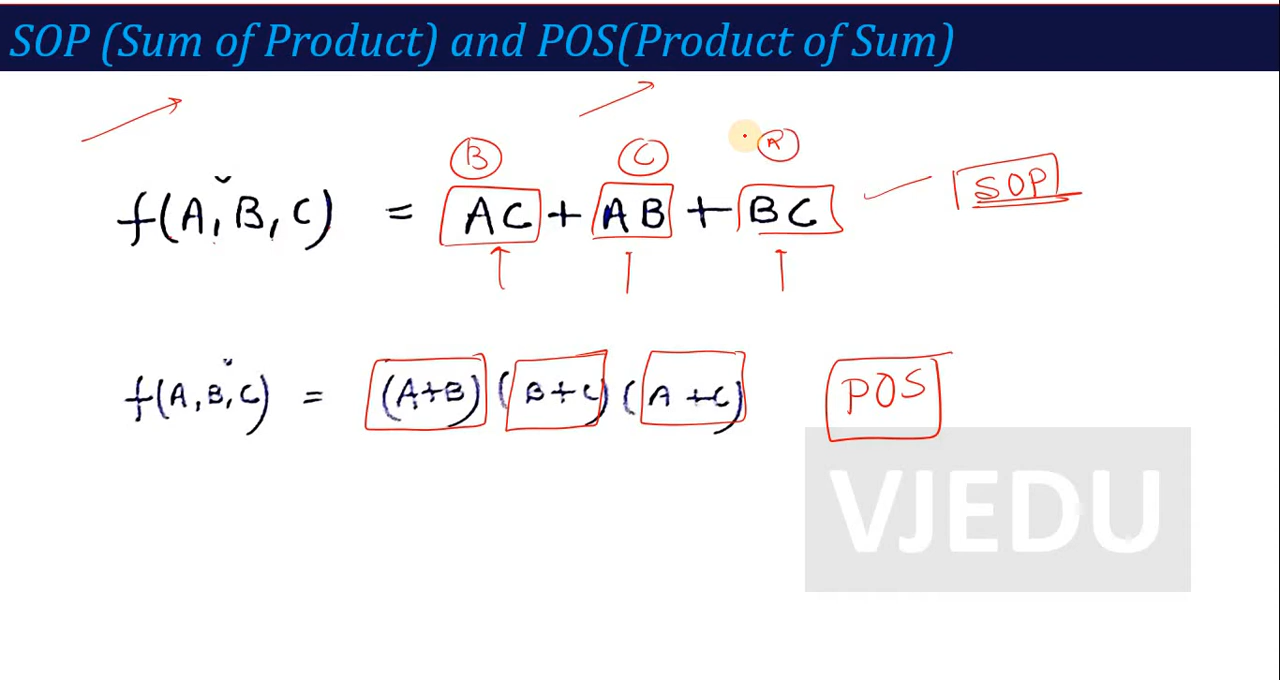 SOP (Sum of Product) and POS(Product of Sum)
B C A
f(A, B, C) = AC + AB + BC SOP
f(A, B, C) = (A+B) (B+C) (A+C) POS
VJEDU